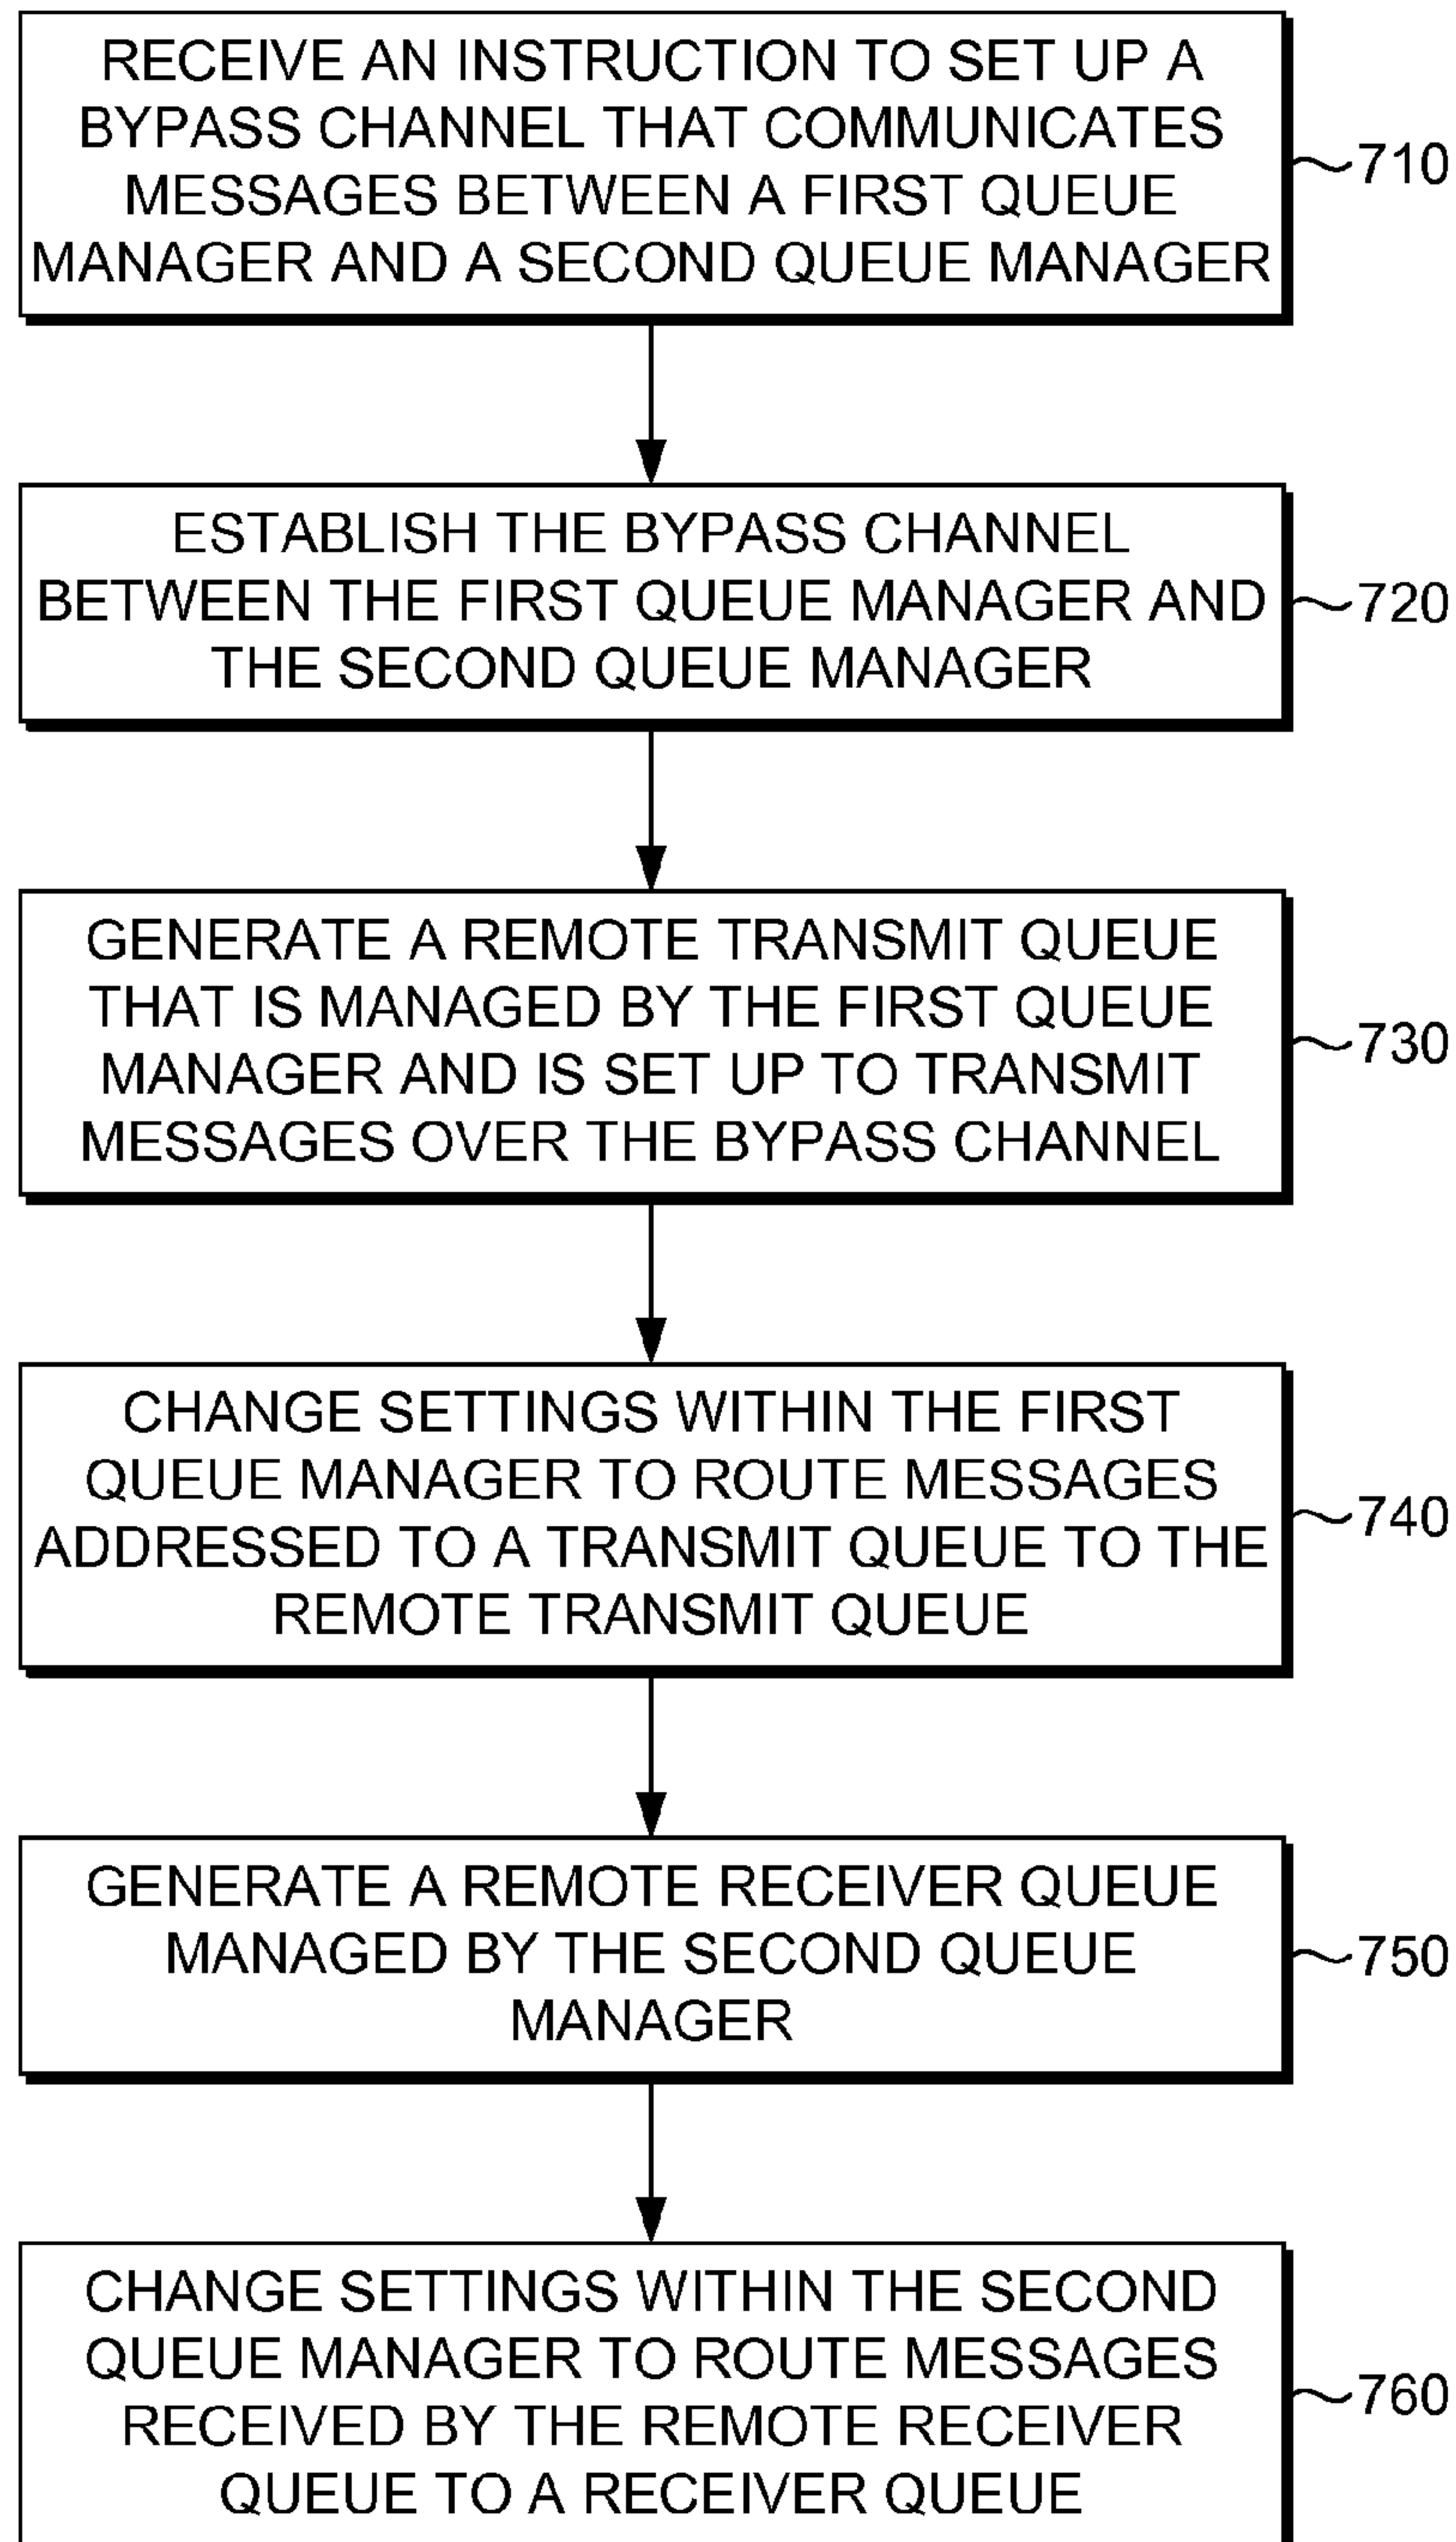 RECEIVE AN INSTRUCTION TO SET UP A
BYPASS CHANNEL THAT COMMUNICATES
MESSAGES BETWEEN A FIRST QUEUE
MANAGER AND A SECOND QUEUE MANAGER
710
ESTABLISH THE BYPASS CHANNEL
BETWEEN THE FIRST QUEUE MANAGER AND
THE SECOND QUEUE MANAGER
720
GENERATE A REMOTE TRANSMIT QUEUE
THAT IS MANAGED BY THE FIRST QUEUE
MANAGER AND IS SET UP TO TRANSMIT
MESSAGES OVER THE BYPASS CHANNEL
730
CHANGE SETTINGS WITHIN THE FIRST
QUEUE MANAGER TO ROUTE MESSAGES
ADDRESSED TO A TRANSMIT QUEUE TO THE
REMOTE TRANSMIT QUEUE
740
GENERATE A REMOTE RECEIVER QUEUE
MANAGED BY THE SECOND QUEUE
MANAGER
750
CHANGE SETTINGS WITHIN THE SECOND
QUEUE MANAGER TO ROUTE MESSAGES
RECEIVED BY THE REMOTE RECEIVER
QUEUE TO A RECEIVER QUEUE
760